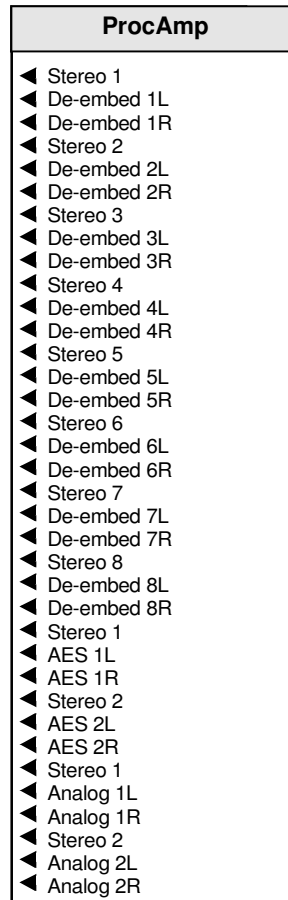 ProcAmp
Stereo 1
De-embed 1L
De-embed 1R
Stereo 2
De-embed 2L
De-embed 2R
Stereo 3
De-embed 3L
De-embed 3R
Stereo 4
De-embed 4L
De-embed 4R
Stereo 5
De-embed 5L
De-embed 5R
Stereo 6
De-embed 6L
De-embed 6R
Stereo 7
De-embed 7L
De-embed 7R
Stereo 8
De-embed 8L
De-embed 8R
Stereo 1
AES 1L
AES 1R
Stereo 2
AES 2L
AES 2R
Stereo 1
Analog 1L
Analog 1R
Stereo 2
Analog 2L
Analog 2R